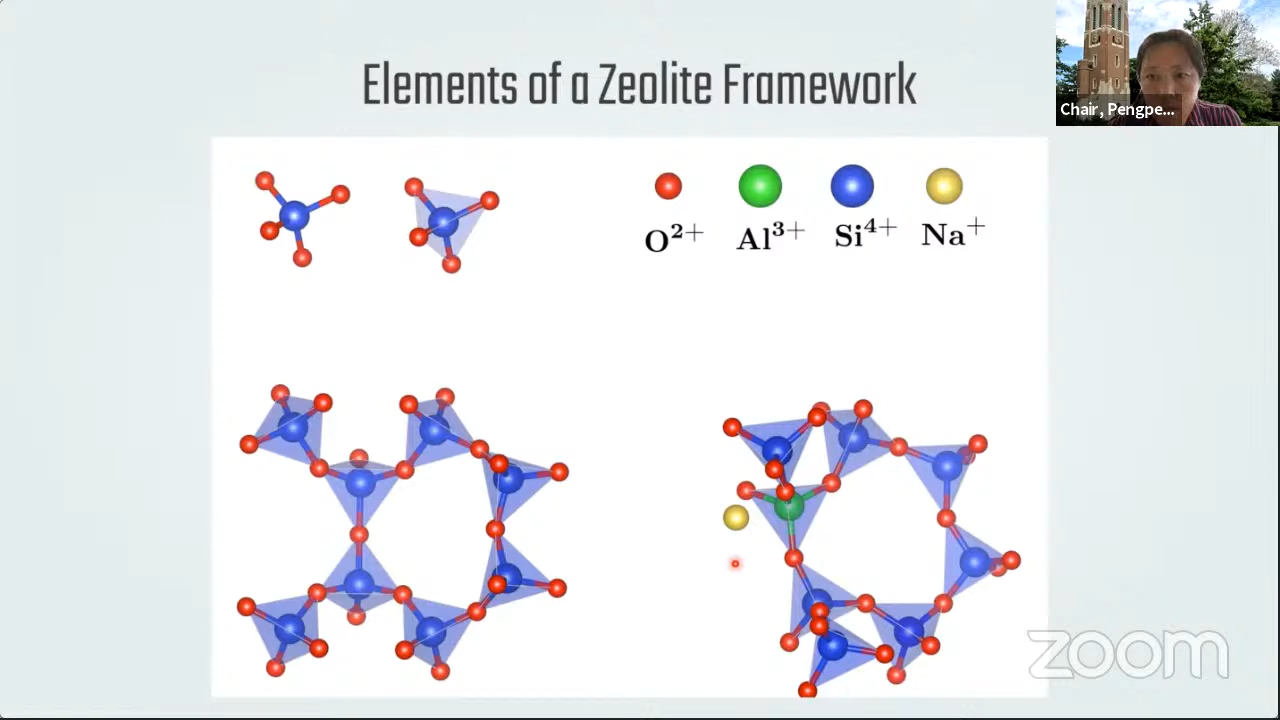 Elements of a Zeolite Framework
Chair, Pengpe...
O²⁺ Al³⁺ Si⁴⁺ Na⁺
zoom